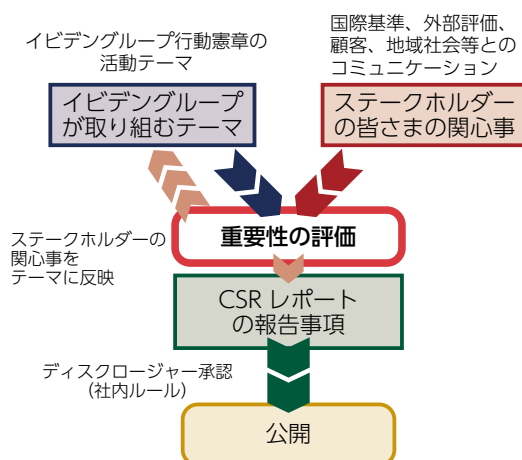 イビデングループ行動憲章の
活動テーマ
国際基準、外部評価、
顧客、地域社会等との
コミュニケーション
イビデングループ
が取り組むテーマ
ステークホルダー
の皆さまの関心事
重要性の評価
ステークホルダーの
関心事を
テーマに反映
CSR レポート
の報告事項
ディスクロージャー承認
（社内ルール）
公開